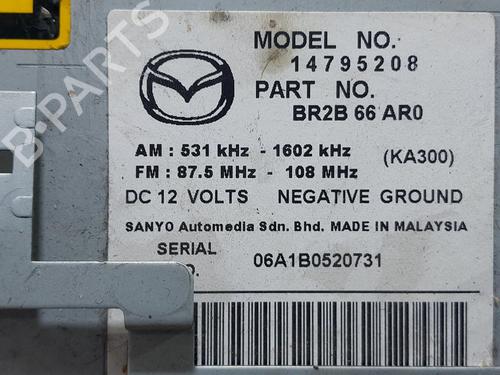 MODEL NO.
14795208
PART NO.
BR2B 66 AR0
AM : 531 kHz - 1602 kHz (KA300)
FM : 87.5 MHz - 108 MHz
DC 12 VOLTS NEGATIVE GROUND
SANYO Automedia Sdn. Bhd. MADE IN MALAYSIA
SERIAL
06A1B0520731
B-PARTS
B-PARTS